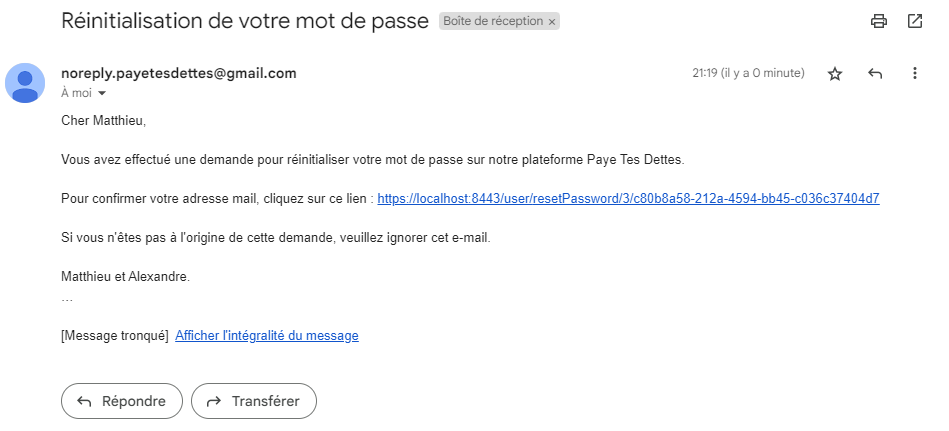 Réinitialisation de votre mot de passe Boîte de réception ×
noreply.payetesdettes@gmail.com 21:19 (il y a 0 minute)
À moi
Cher Matthieu,
Vous avez effectué une demande pour réinitialiser votre mot de passe sur notre plateforme Paye Tes Dettes.
Pour confirmer votre adresse mail, cliquez sur ce lien : https://localhost:8443/user/resetPassword/3/c80b8a58-212a-4594-bb45-c036c37404d7
Si vous n'êtes pas à l'origine de cette demande, veuillez ignorer cet e-mail.
Matthieu et Alexandre.
...
[Message tronqué] Afficher l'intégralité du message
Répondre Transférer